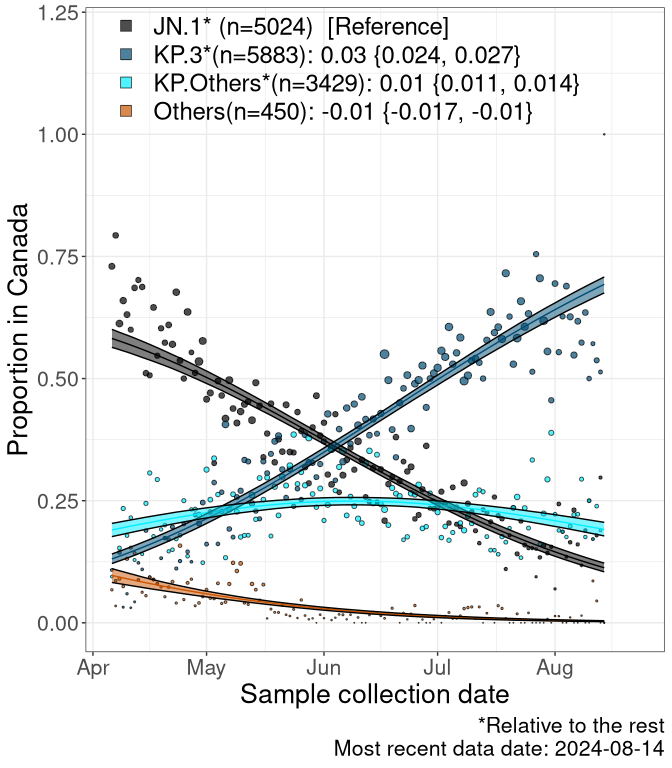 JN.1* (n=5024) [Reference]
KP.3*(n=5883): 0.03 {0.024, 0.027}
KP.Others*(n=3429): 0.01 {0.011, 0.014}
Others(n=450): -0.01 {-0.017, -0.01}
1.25
1.00
0.75
0.50
0.25
0.00
Proportion in Canada
Apr May Jun Jul Aug
Sample collection date
*Relative to the rest
Most recent data date: 2024-08-14